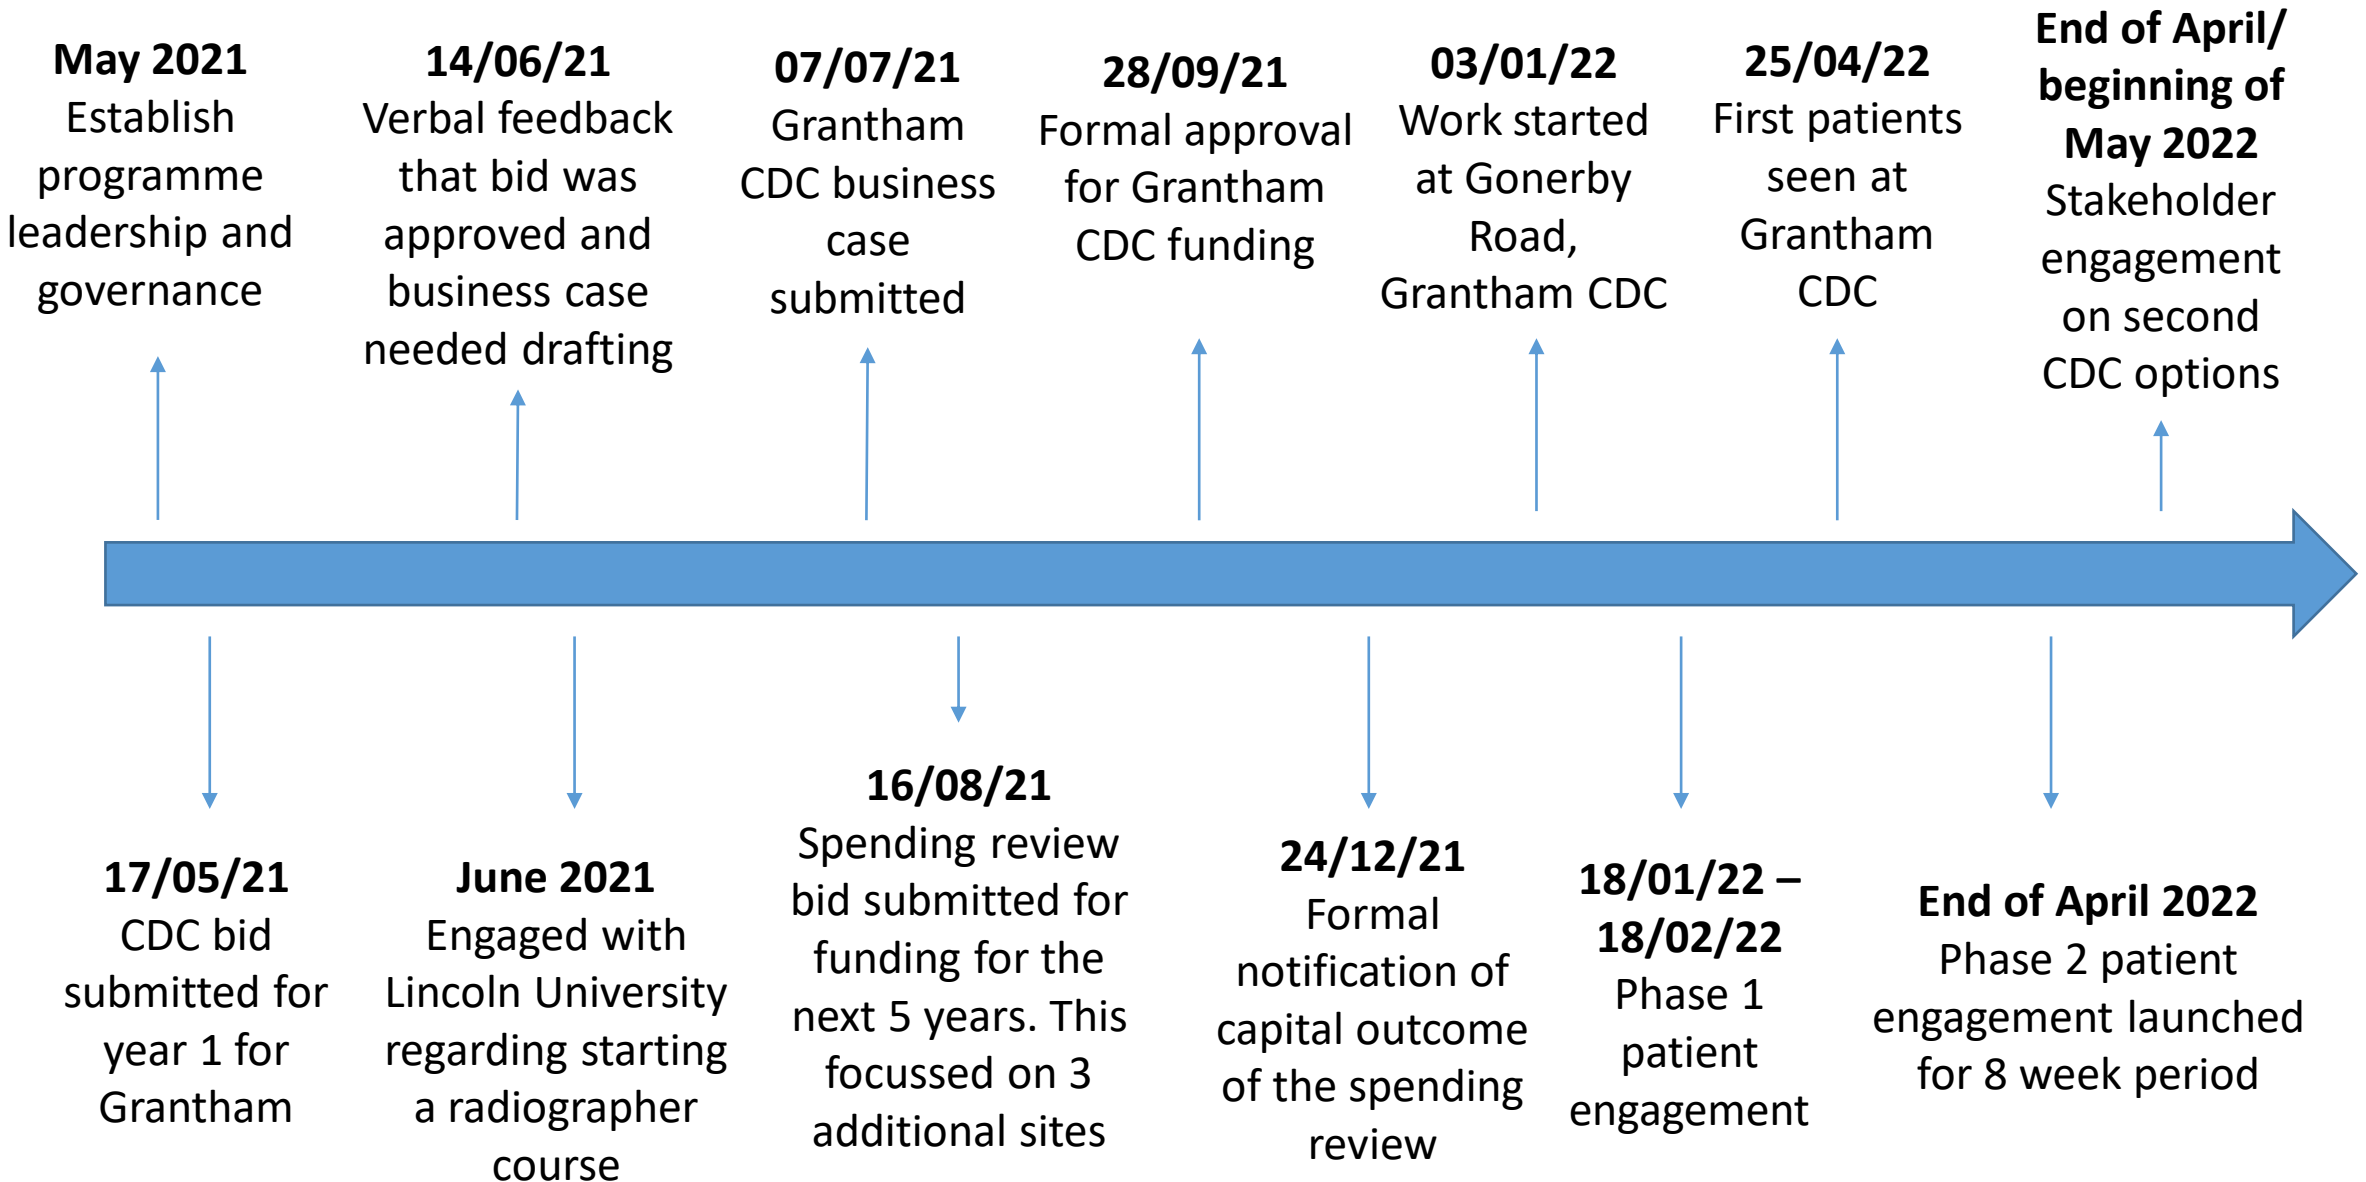 May 2021
Establish
programme
leadership and
governance
14/06/21
Verbal feedback
that bid was
approved and
business case
needed drafting
07/07/21
Grantham
CDC business
case
submitted
28/09/21
Formal approval
for Grantham
CDC funding
03/01/22
Work started
at Gonerby
Road,
Grantham CDC
25/04/22
First patients
seen at
Grantham
CDC
End of April/
beginning of
May 2022
Stakeholder
engagement
on second
CDC options
17/05/21
CDC bid
submitted for
year 1 for
Grantham
June 2021
Engaged with
Lincoln University
regarding starting
a radiographer
course
16/08/21
Spending review
bid submitted for
funding for the
next 5 years. This
focussed on 3
additional sites
24/12/21
Formal
notification of
capital outcome
of the spending
review
18/01/22 –
18/02/22
Phase 1
patient
engagement
End of April 2022
Phase 2 patient
engagement launched
for 8 week period